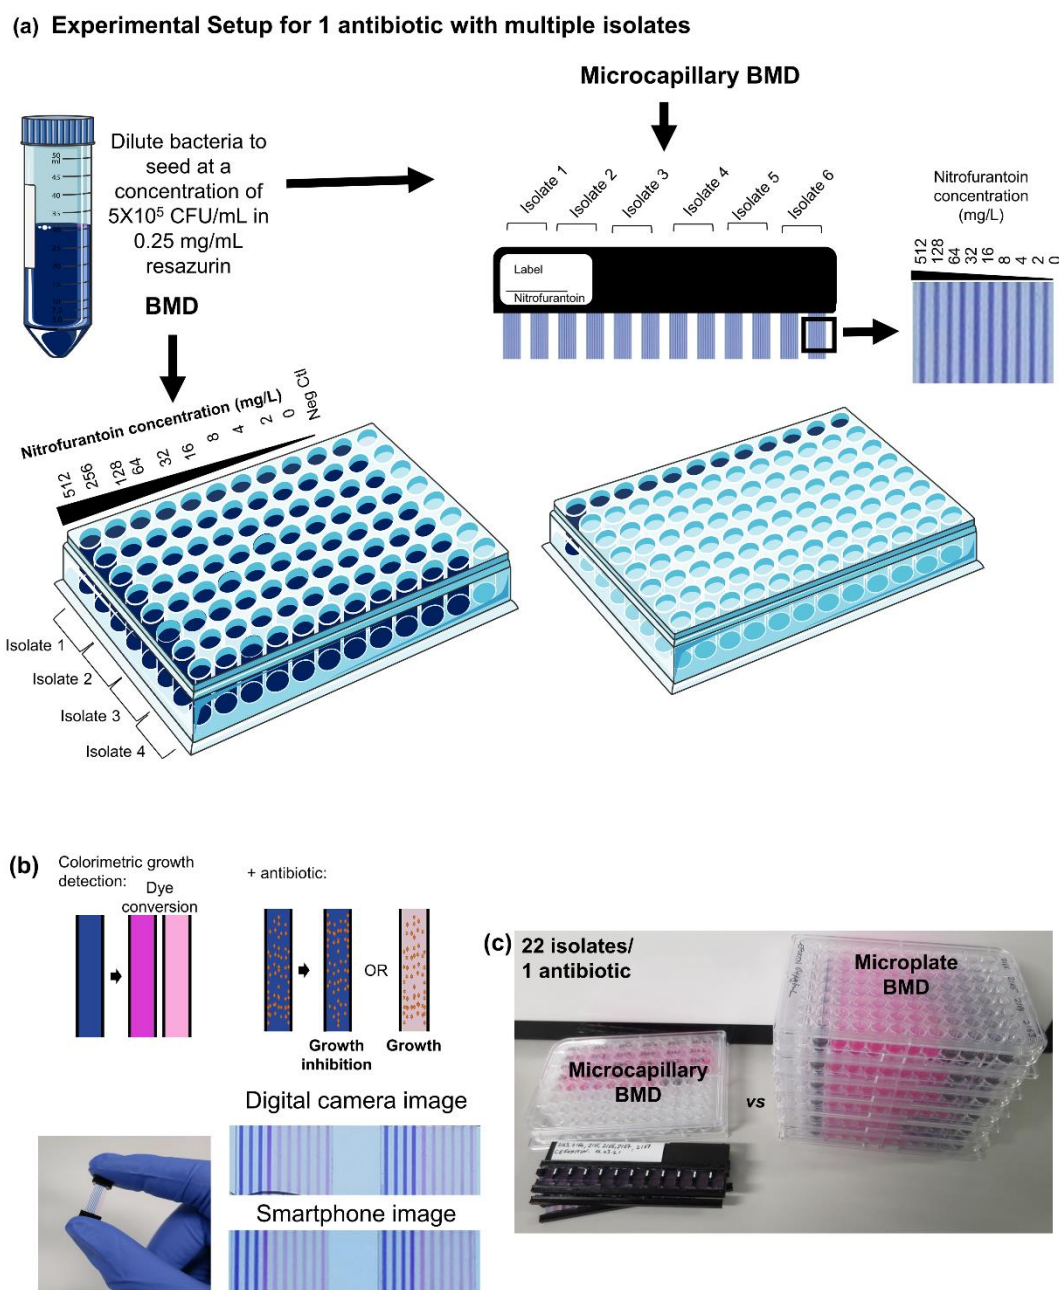 (a) Experimental Setup for 1 antibiotic with multiple isolates
Microcapillary BMD
Dilute bacteria to
seed at a
concentration of
5X10⁵ CFU/mL in
0.25 mg/mL
resazurin
BMD
50
ml
45
40
35
Isolate 1
Isolate 2
Isolate 3
Isolate 4
Isolate 5
Isolate 6
Label
Nitrofurantoin
Nitrofurantoin
concentration
(mg/L)
512
128
64
32
16
8
4
2
0
Nitrofurantoin concentration (mg/L)
512
256
128
64
32
16
8
4
2
0
Neg Ctl
Isolate 1
Isolate 2
Isolate 3
Isolate 4
(b) Colorimetric growth
detection:
Dye
conversion
+ antibiotic:
OR
Growth
inhibition
Growth
Digital camera image
Smartphone image
(c) 22 isolates/
1 antibiotic
Microplate
BMD
Microcapillary
BMD
vs